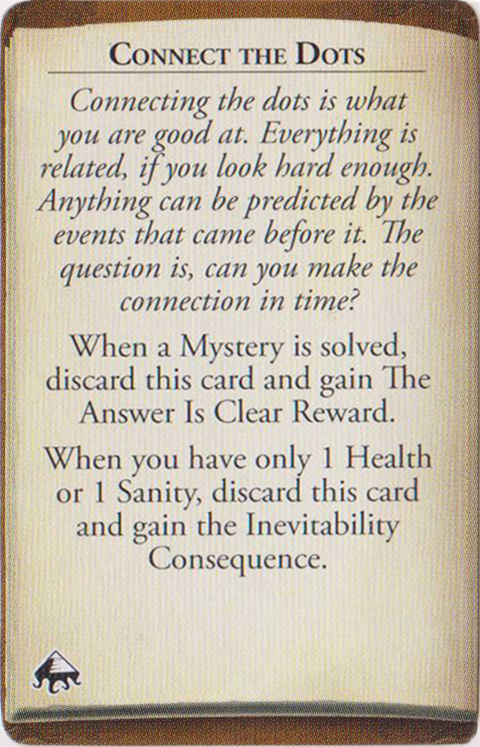 Connect the Dots
Connecting the dots is what
you are good at. Everything is
related, if you look hard enough.
Anything can be predicted by the
events that came before it. The
question is, can you make the
connection in time?
When a Mystery is solved,
discard this card and gain The
Answer Is Clear Reward.
When you have only 1 Health
or 1 Sanity, discard this card
and gain the Inevitability
Consequence.